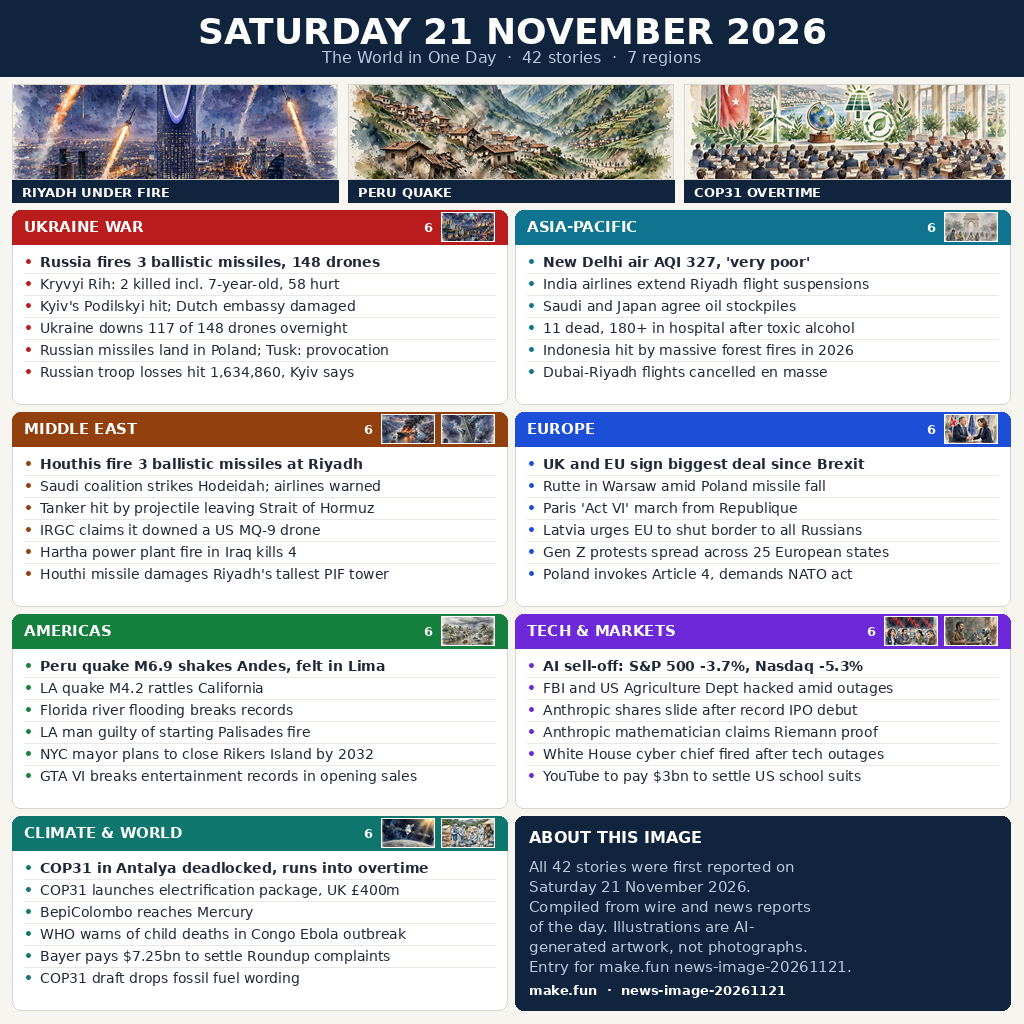 SATURDAY 21 NOVEMBER 2026
The World in One Day · 42 stories · 7 regions
RIYADH UNDER FIRE
PERU QUAKE
COP31 OVERTIME
UKRAINE WAR 6
• Russia fires 3 ballistic missiles, 148 drones
• Kryvyi Rih: 2 killed incl. 7-year-old, 58 hurt
• Kyiv's Podilskyi hit; Dutch embassy damaged
• Ukraine downs 117 of 148 drones overnight
• Russian missiles land in Poland; Tusk: provocation
• Russian troop losses hit 1,634,860, Kyiv says
ASIA-PACIFIC 6
• New Delhi air AQI 327, 'very poor'
• India airlines extend Riyadh flight suspensions
• Saudi and Japan agree oil stockpiles
• 11 dead, 180+ in hospital after toxic alcohol
• Indonesia hit by massive forest fires in 2026
• Dubai-Riyadh flights cancelled en masse
MIDDLE EAST 6
• Houthis fire 3 ballistic missiles at Riyadh
• Saudi coalition strikes Hodeidah; airlines warned
• Tanker hit by projectile leaving Strait of Hormuz
• IRGC claims it downed a US MQ-9 drone
• Hartha power plant fire in Iraq kills 4
• Houthi missile damages Riyadh's tallest PIF tower
EUROPE 6
• UK and EU sign biggest deal since Brexit
• Rutte in Warsaw amid Poland missile fall
• Paris 'Act VI' march from Republique
• Latvia urges EU to shut border to all Russians
• Gen Z protests spread across 25 European states
• Poland invokes Article 4, demands NATO act
AMERICAS 6
• Peru quake M6.9 shakes Andes, felt in Lima
• LA quake M4.2 rattles California
• Florida river flooding breaks records
• LA man guilty of starting Palisades fire
• NYC mayor plans to close Rikers Island by 2032
• GTA VI breaks entertainment records in opening sales
TECH & MARKETS 6
• AI sell-off: S&P 500 -3.7%, Nasdaq -5.3%
• FBI and US Agriculture Dept hacked amid outages
• Anthropic shares slide after record IPO debut
• Anthropic mathematician claims Riemann proof
• White House cyber chief fired after tech outages
• YouTube to pay $3bn to settle US school suits
CLIMATE & WORLD 6
• COP31 in Antalya deadlocked, runs into overtime
• COP31 launches electrification package, UK £400m
• BepiColombo reaches Mercury
• WHO warns of child deaths in Congo Ebola outbreak
• Bayer pays $7.25bn to settle Roundup complaints
• COP31 draft drops fossil fuel wording
ABOUT THIS IMAGE
All 42 stories were first reported on
Saturday 21 November 2026.
Compiled from wire and news reports
of the day. Illustrations are AI-
generated artwork, not photographs.
Entry for make.fun news-image-20261121.
make.fun · news-image-20261121